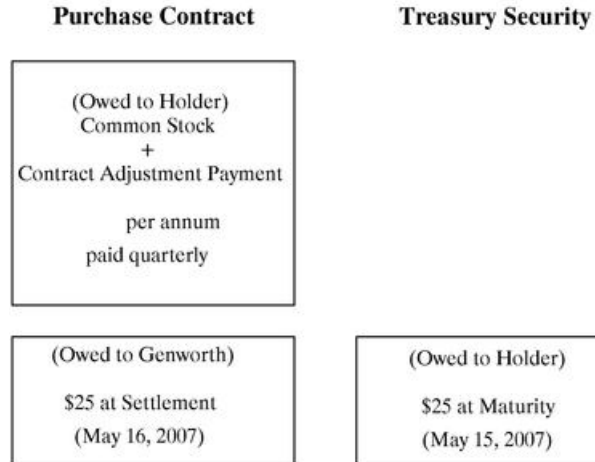 Purchase Contract
Treasury Security
(Owed to Holder)
Common Stock
+
Contract Adjustment Payment
per annum
paid quarterly
(Owed to Genworth)
$25 at Settlement
(May 16, 2007)
(Owed to Holder)
$25 at Maturity
(May 15, 2007)